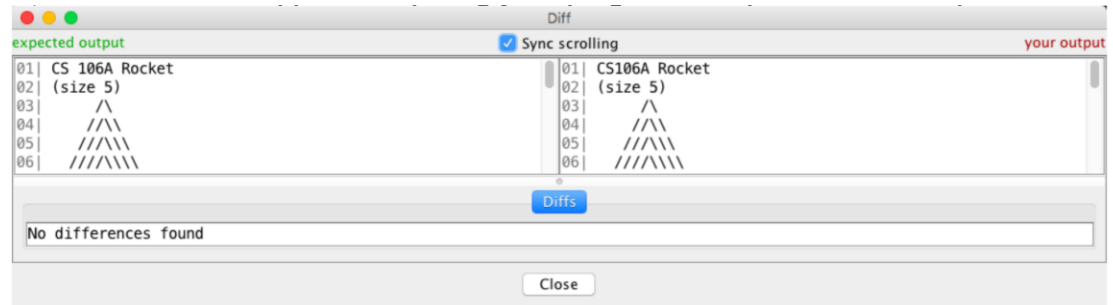 Diff
expected output Sync scrolling your output
01| CS 106A Rocket
02| (size 5)
03|       /\
04|      //\\
05|     ///\\\
06|    ////\\\\
01| CS106A Rocket
02| (size 5)
03|       /\
04|      //\\
05|     ///\\\
06|    ////\\\\
Diffs
No differences found
Close